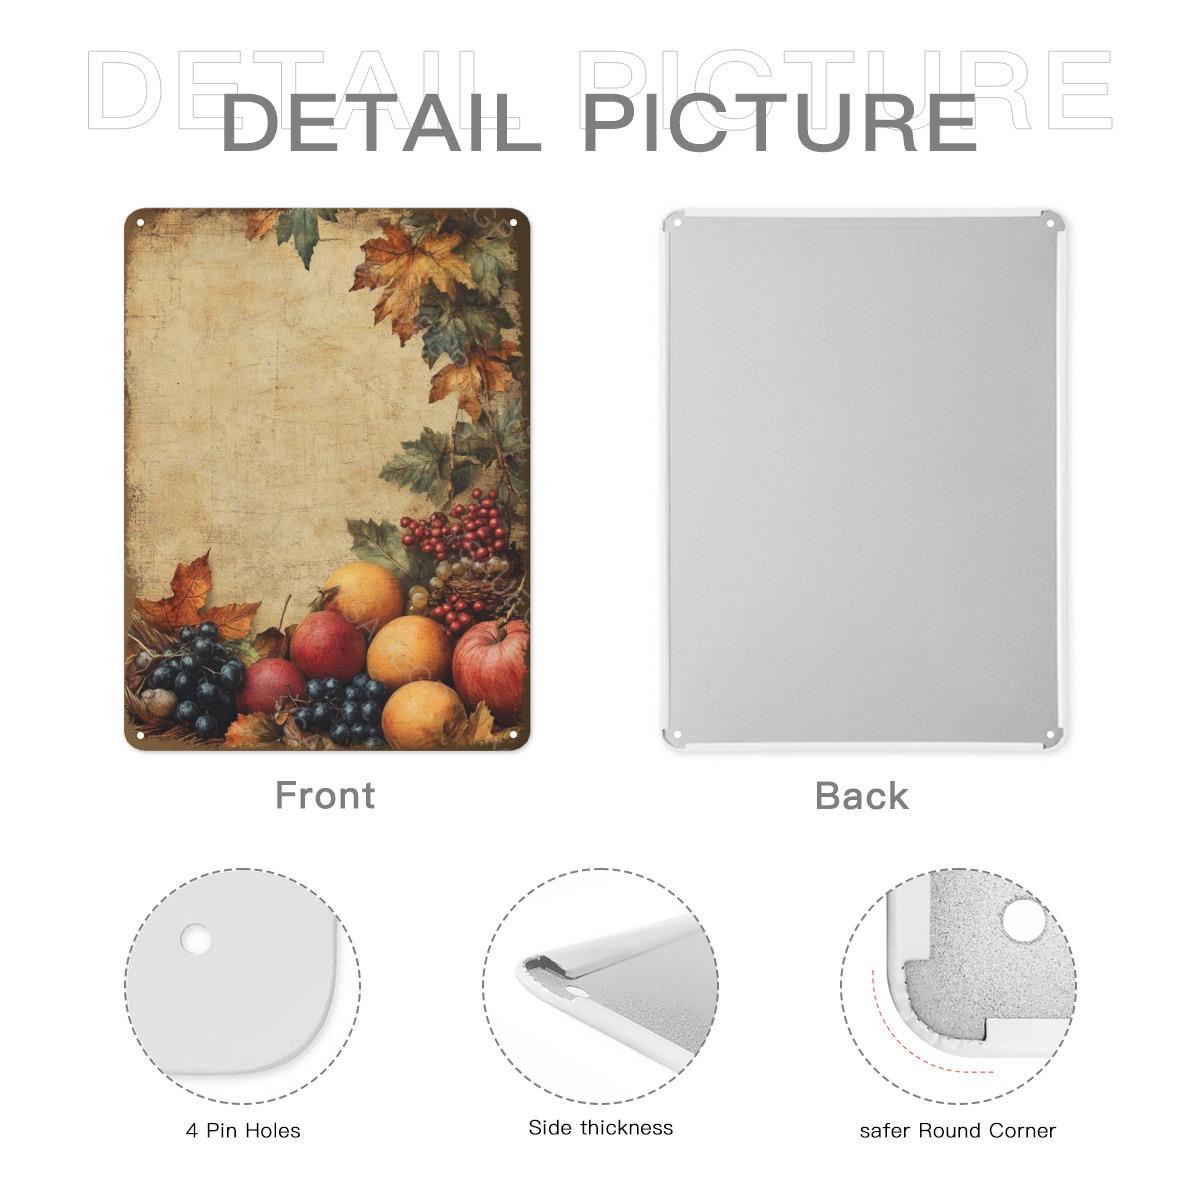 DETAIL PICTURE
DETAIL PICTURE
Front
Back
4 Pin Holes
Side thickness
safer Round Corner